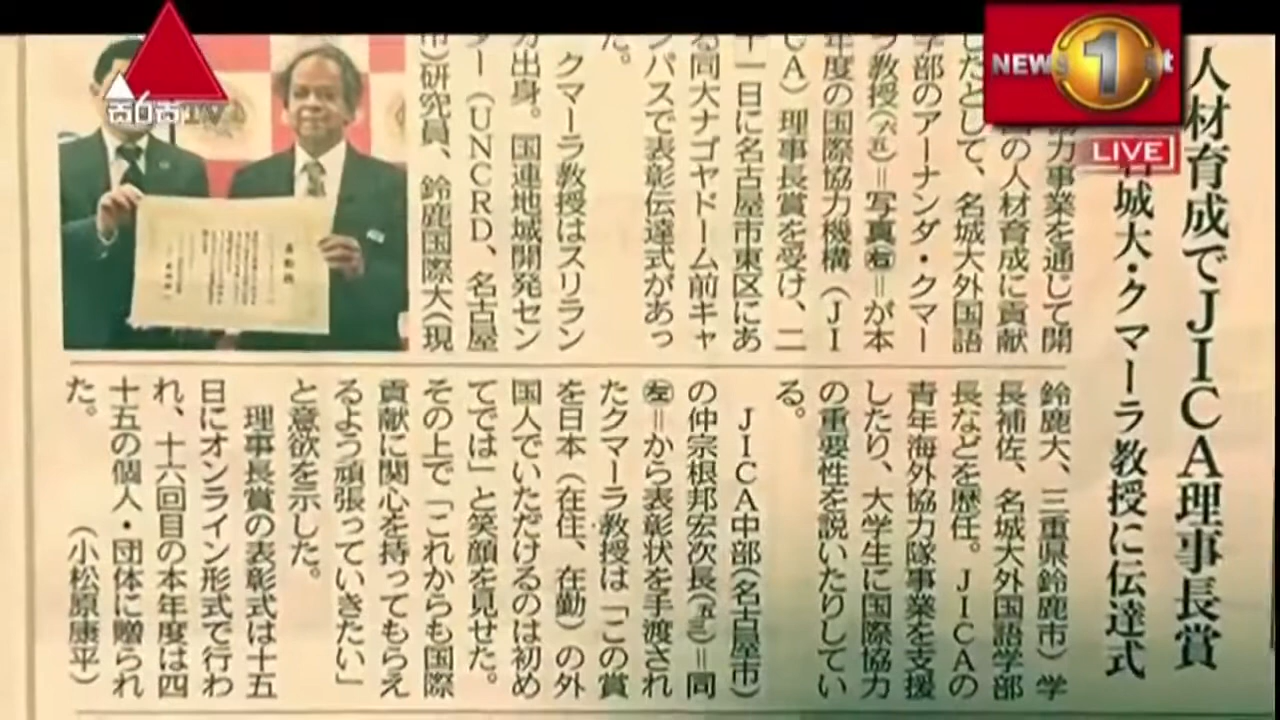 人材育成でJICA理事長賞
名城大・クマーラ教授に伝達式
力事業を通じて開
の人材育成に貢献
したとして、名城大外国語
学部のアーナンダ・クマー
ラ教授(六五)=写真㊨=が本
年度の国際協力機構(JI
CA)理事長賞を受け、二
十一日に名古屋市東区にあ
る同大ナゴヤドーム前キャ
ンパスで表彰伝達式があっ
た。
クマーラ教授はスリラン
カ出身。国連地域開発セン
ター(UNCRD、名古屋
市)研究員、鈴鹿国際大(現
鈴鹿大、三重県鈴鹿市)学
長補佐、名城大外国語学部
長などを歴任。JICAの
青年海外協力隊事業を支援
したり、大学生に国際協力
の重要性を説いたりしてい
る。
JICA中部(名古屋市)
の仲宗根邦宏次長(五三)=同
㊧=から表彰状を手渡され
たクマーラ教授は「この賞
を日本(在住、在勤)の外
国人でいただけるのは初め
てでは」と笑顔を見せた。
その上で「これからも国際
貢献に関心を持ってもらえ
るよう頑張っていきたい」
と意欲を示した。
理事長賞の表彰式は十五
日にオンライン形式で行わ
れ、十六回目の本年度は四
十五の個人・団体に贈られ
た。
(小松原康平)
NEWS 1st
LIVE
TV